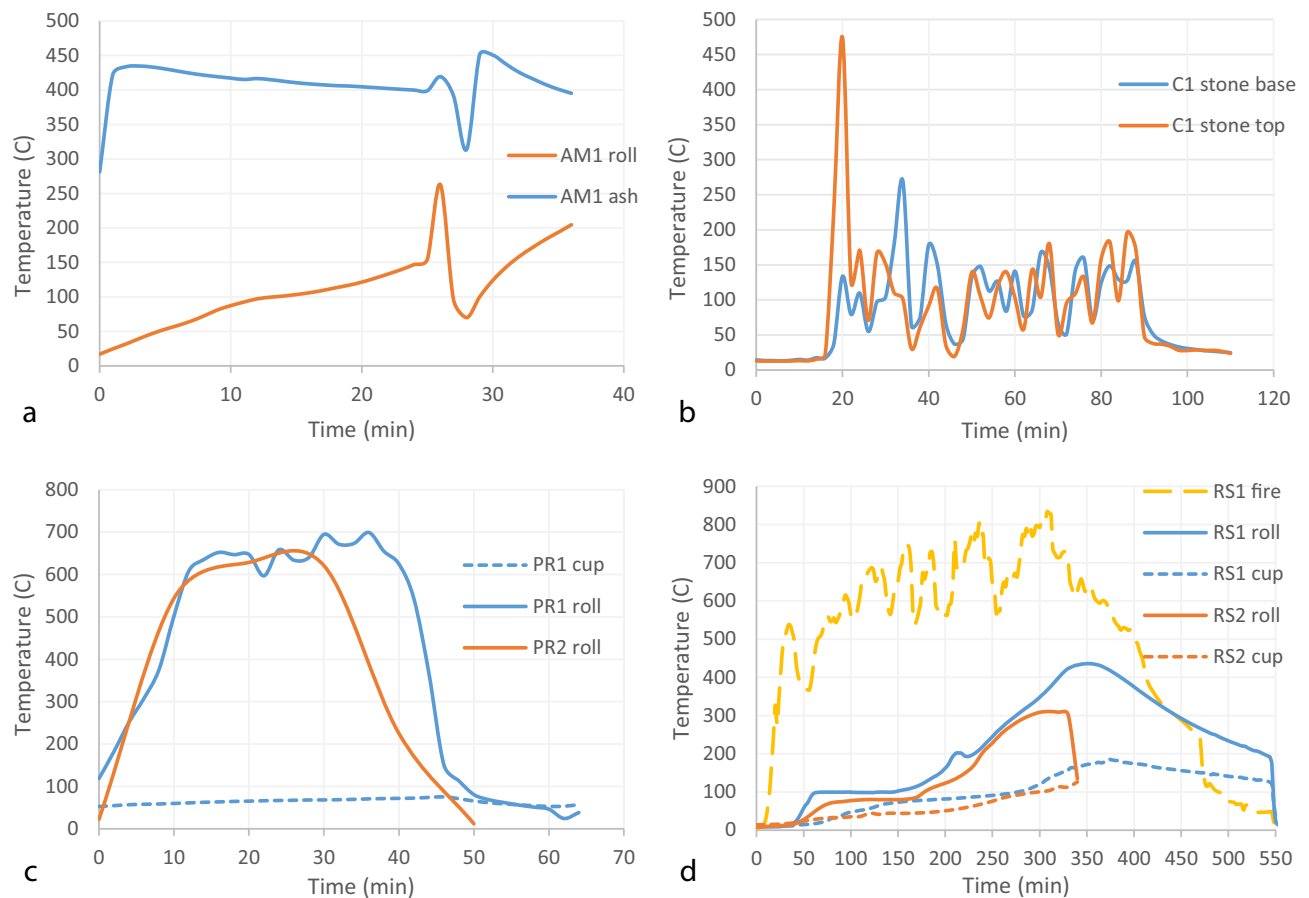 500
450
400
350
300
250
200
150
100
50
0
Temperature (C)
AM1 roll
AM1 ash
0 10 20 30 40
Time (min)
a
500
450
400
350
300
250
200
150
100
50
0
Temperature (C)
C1 stone base
C1 stone top
0 20 40 60 80 100 120
Time (min)
b
800
700
600
500
400
300
200
100
0
Temperature (C)
PR1 cup
PR1 roll
PR2 roll
0 10 20 30 40 50 60 70
Time (min)
c
900
800
700
600
500
400
300
200
100
0
Temperature (C)
RS1 fire
RS1 roll
RS1 cup
RS2 roll
RS2 cup
0 50 100 150 200 250 300 350 400 450 500 550
Time (min)
d